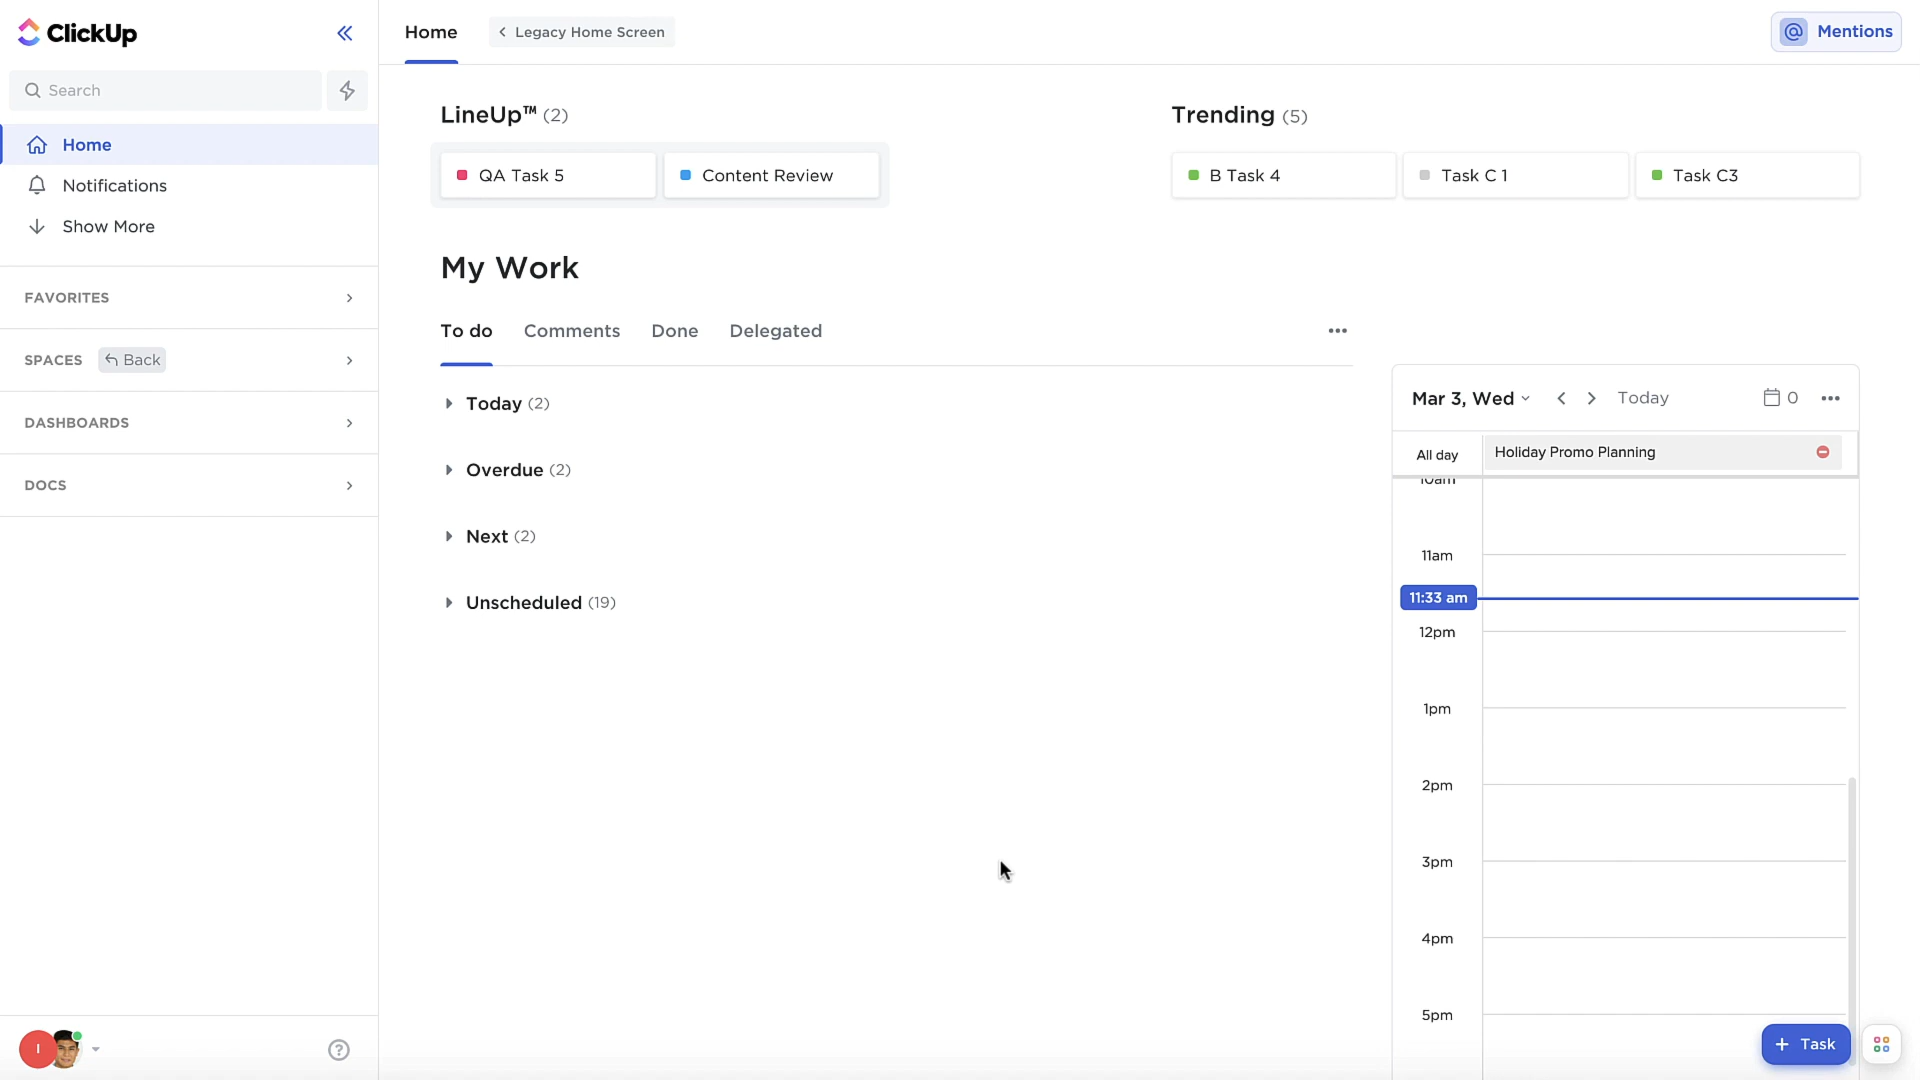 ClickUp
Search
Home
Notifications
Show More
FAVORITES
SPACES Back
DASHBOARDS
DOCS
I
Home
Legacy Home Screen
@ Mentions
LineUp™ (2)
QA Task 5
Content Review
Trending (5)
B Task 4
Task C 1
Task C3
My Work
To do Comments Done Delegated
Today (2)
Overdue (2)
Next (2)
Unscheduled (19)
Mar 3, Wed Today 0
All day Holiday Promo Planning
10am
11am
11:33 am
12pm
1pm
2pm
3pm
4pm
5pm
+ Task